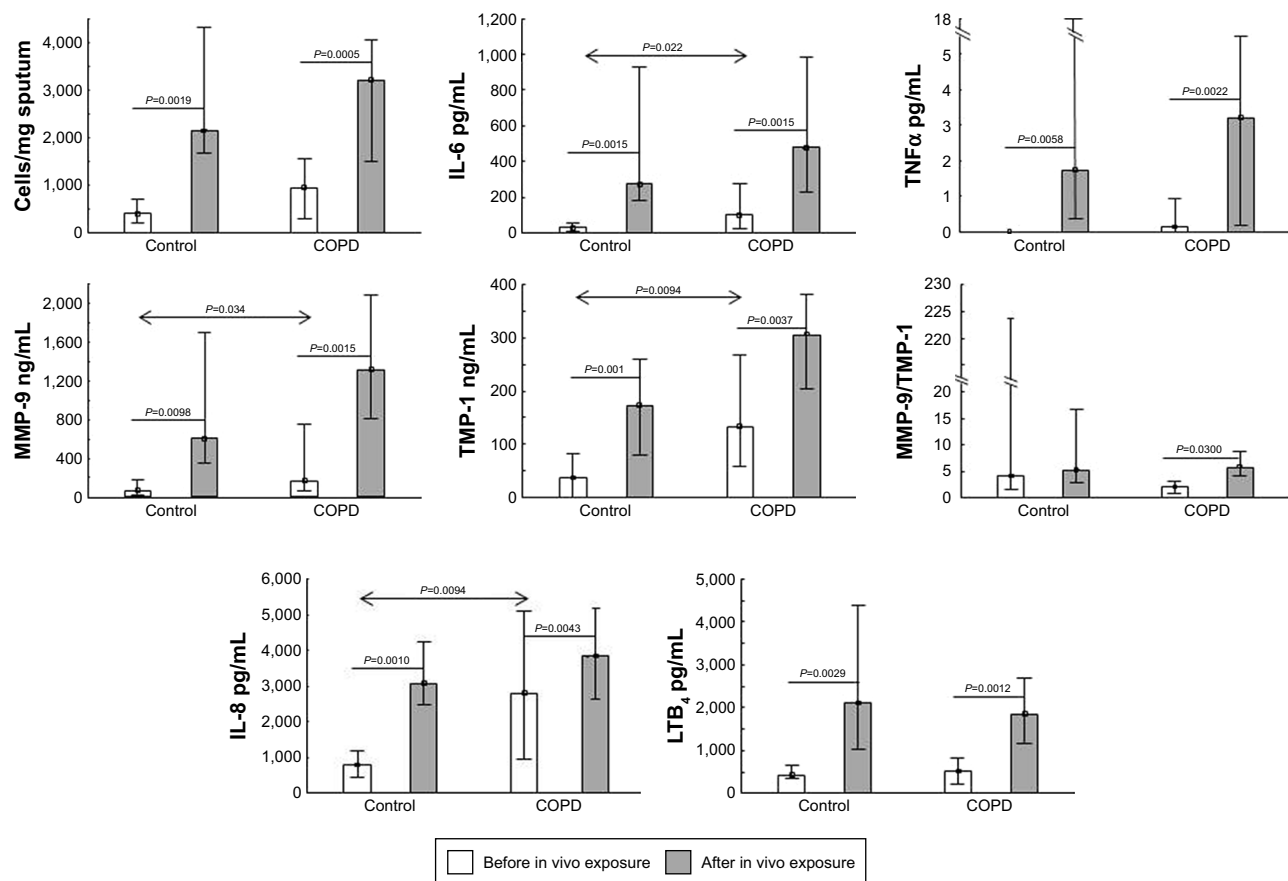 Cells/mg sputum
4,000
3,000
2,000
1,000
0
P=0.0019
P=0.0005
Control
COPD
IL-6 pg/mL
1,200
1,000
800
600
400
200
0
P=0.022
P=0.0015
P=0.0015
Control
COPD
TNFα pg/mL
18
5
4
3
2
1
0
P=0.0058
P=0.0022
Control
COPD
MMP-9 ng/mL
2,000
1,600
1,200
800
400
0
P=0.034
P=0.0098
P=0.0015
Control
COPD
TMP-1 ng/mL
400
300
200
100
0
P=0.0094
P=0.001
P=0.0037
Control
COPD
MMP-9/TMP-1
230
225
220
20
15
10
5
0
P=0.0300
Control
COPD
IL-8 pg/mL
6,000
5,000
4,000
3,000
2,000
1,000
0
P=0.0094
P=0.0010
P=0.0043
Control
COPD
LTB4 pg/mL
5,000
4,000
3,000
2,000
1,000
0
P=0.0029
P=0.0012
Control
COPD
Before in vivo exposure
After in vivo exposure